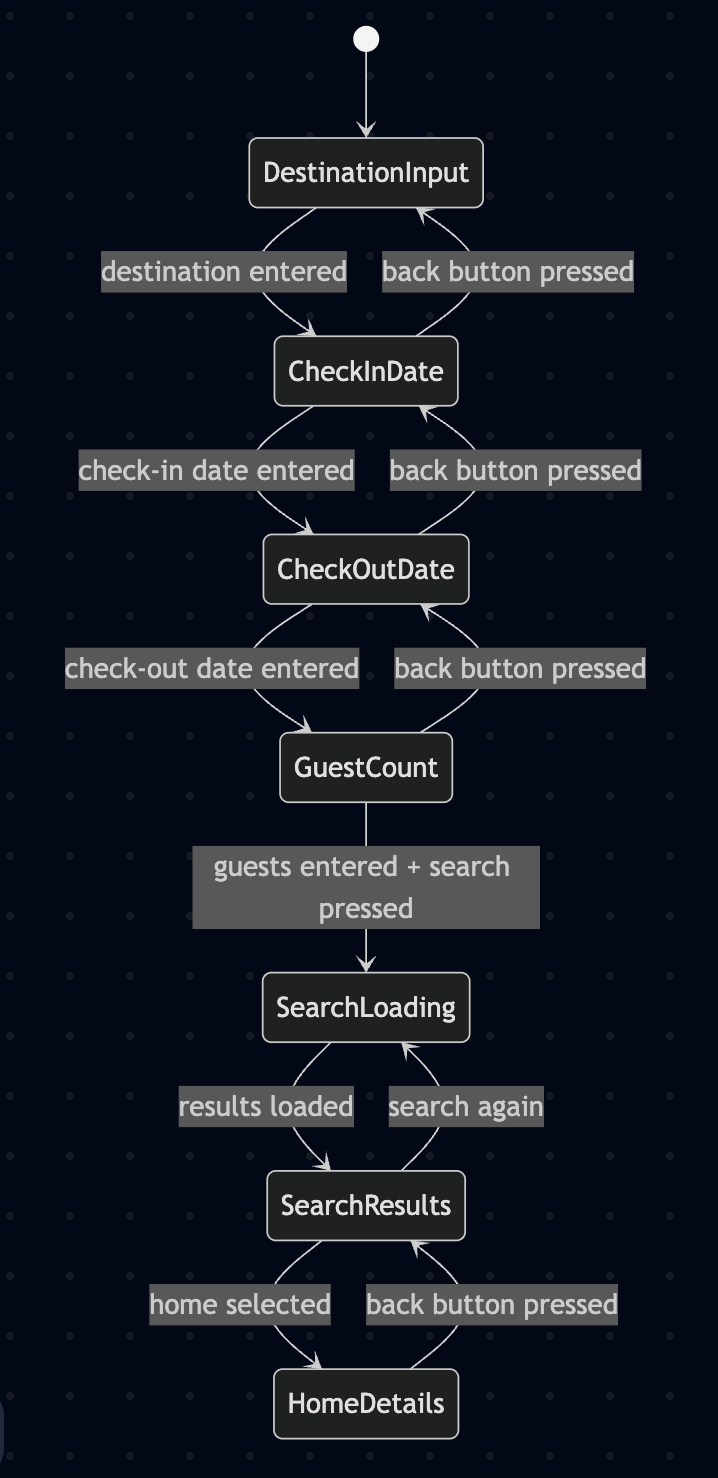 DestinationInput
destination entered
back button pressed
CheckInDate
check-in date entered
back button pressed
CheckOutDate
check-out date entered
back button pressed
GuestCount
guests entered + search
pressed
SearchLoading
results loaded
search again
SearchResults
home selected
back button pressed
HomeDetails